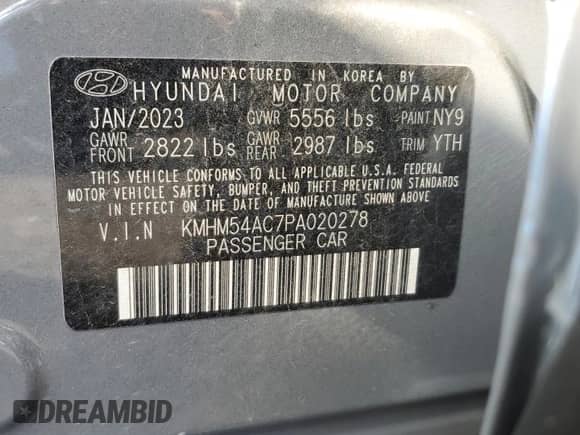 MANUFACTURED IN KOREA BY
HYUNDAI MOTOR COMPANY
JAN/2023 GVWR 5556 lbs PAINT NY9
GAWR FRONT 2822 lbs GAWR REAR 2987 lbs TRIM YTH
THIS VEHICLE CONFORMS TO ALL APPLICABLE U.S.A. FEDERAL
MOTOR VEHICLE SAFETY, BUMPER, AND THEFT PREVENTION STANDARDS
IN EFFECT ON THE DATE OF MANUFACTURE SHOWN ABOVE
V.I.N KMHM54AC7PA020278
PASSENGER CAR
DREAMBID